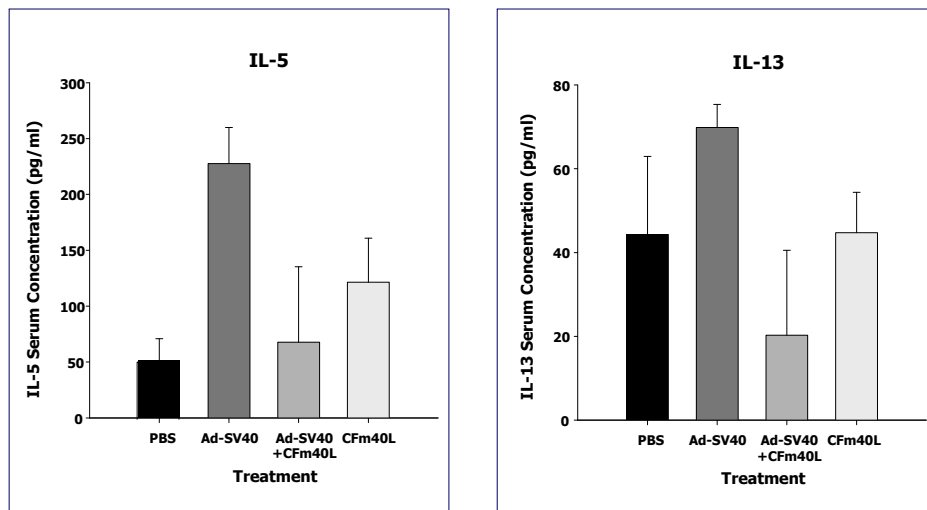 IL-5
IL-5 Serum Concentration (pg/ml)
300
250
200
150
100
50
0
PBS
Ad-SV40
Ad-SV40
+CFm40L
CFm40L
Treatment
IL-13
IL-13 Serum Concentration (pg/ml)
80
60
40
20
0
PBS
Ad-SV40
Ad-SV40
+CFm40L
CFm40L
Treatment